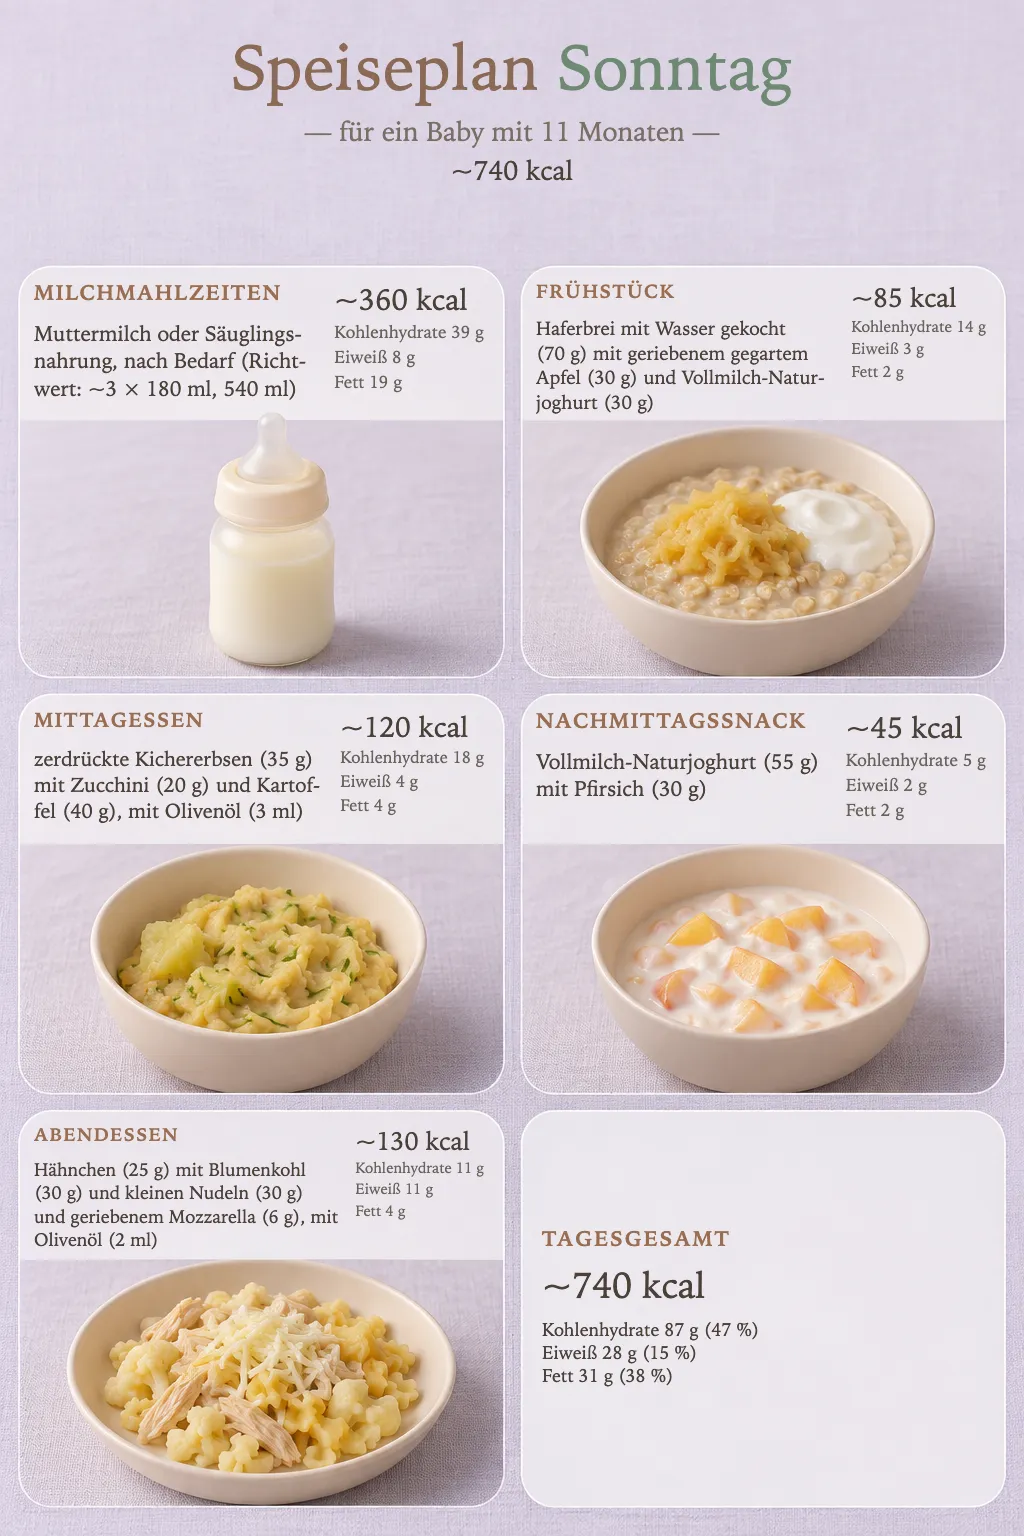 Speiseplan Sonntag
— für ein Baby mit 11 Monaten —
~740 kcal
MILCHMAHLZEITEN
Muttermilch oder Säuglings-
nahrung, nach Bedarf (Richt-
wert: ~3 × 180 ml, 540 ml)
~360 kcal
Kohlenhydrate 39 g
Eiweiß 8 g
Fett 19 g
FRÜHSTÜCK
Haferbrei mit Wasser gekocht
(70 g) mit geriebenem gegartem
Apfel (30 g) und Vollmilch-Natur-
joghurt (30 g)
~85 kcal
Kohlenhydrate 14 g
Eiweiß 3 g
Fett 2 g
MITTAGESSEN
zerdrückte Kichererbsen (35 g)
mit Zucchini (20 g) und Kartof-
fel (40 g), mit Olivenöl (3 ml)
~120 kcal
Kohlenhydrate 18 g
Eiweiß 4 g
Fett 4 g
NACHMITTAGSSNACK
Vollmilch-Naturjoghurt (55 g)
mit Pfirsich (30 g)
~45 kcal
Kohlenhydrate 5 g
Eiweiß 2 g
Fett 2 g
ABENDESSEN
Hähnchen (25 g) mit Blumenkohl
(30 g) und kleinen Nudeln (30 g)
und geriebenem Mozzarella (6 g), mit
Olivenöl (2 ml)
~130 kcal
Kohlenhydrate 11 g
Eiweiß 11 g
Fett 4 g
TAGESGESAMT
~740 kcal
Kohlenhydrate 87 g (47 %)
Eiweiß 28 g (15 %)
Fett 31 g (38 %)